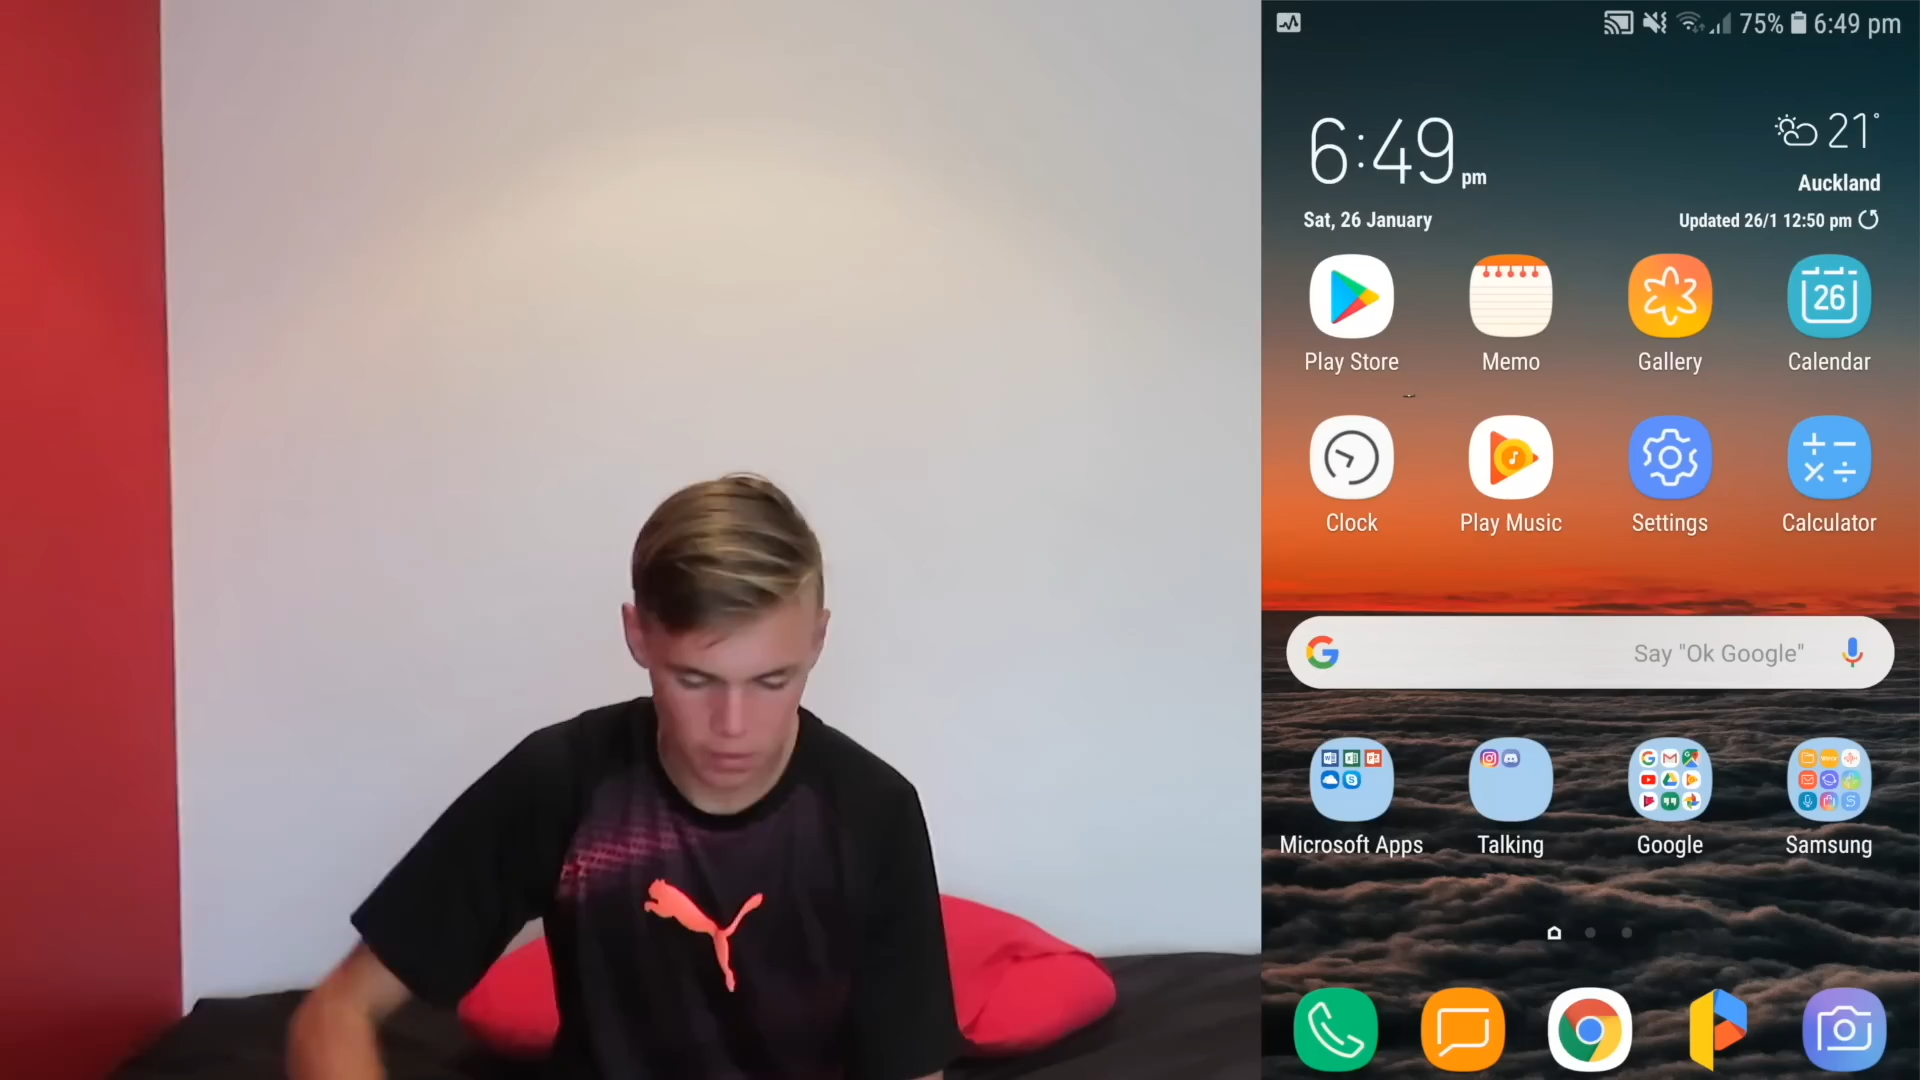 75% 6:49 pm
6:49 pm
21°
Auckland
Sat, 26 January
Updated 26/1 12:50 pm
26
Play Store
Memo
Gallery
Calendar
Clock
Play Music
Settings
Calculator
Say "Ok Google"
Microsoft Apps
Talking
Google
Samsung